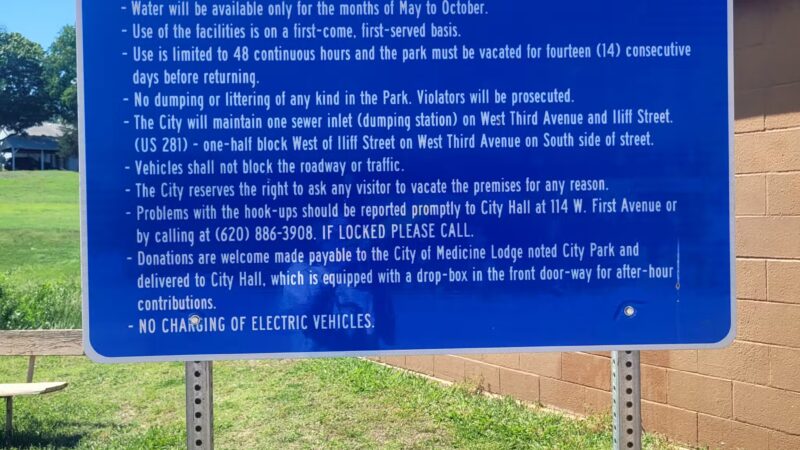 - Water will be available only for the months of May to October.
- Use of the facilities is on a first-come, first-served basis.
- Use is limited to 48 continuous hours and the park must be vacated for fourteen (14) consecutive
days before returning.
- No dumping or littering of any kind in the Park. Violators will be prosecuted.
- The City will maintain one sewer inlet (dumping station) on West Third Avenue and Iliff Street.
(US 281) - one-half block West of Iliff Street on West Third Avenue on South side of street.
- Vehicles shall not block the roadway or traffic.
- The City reserves the right to ask any visitor to vacate the premises for any reason.
- Problems with the hook-ups should be reported promptly to City Hall at 114 W. First Avenue or
by calling at (620) 886-3908. IF LOCKED PLEASE CALL.
- Donations are welcome made payable to the City of Medicine Lodge noted City Park and
delivered to City Hall, which is equipped with a drop-box in the front door-way for after-hour
contributions.
- NO CHARGING OF ELECTRIC VEHICLES.